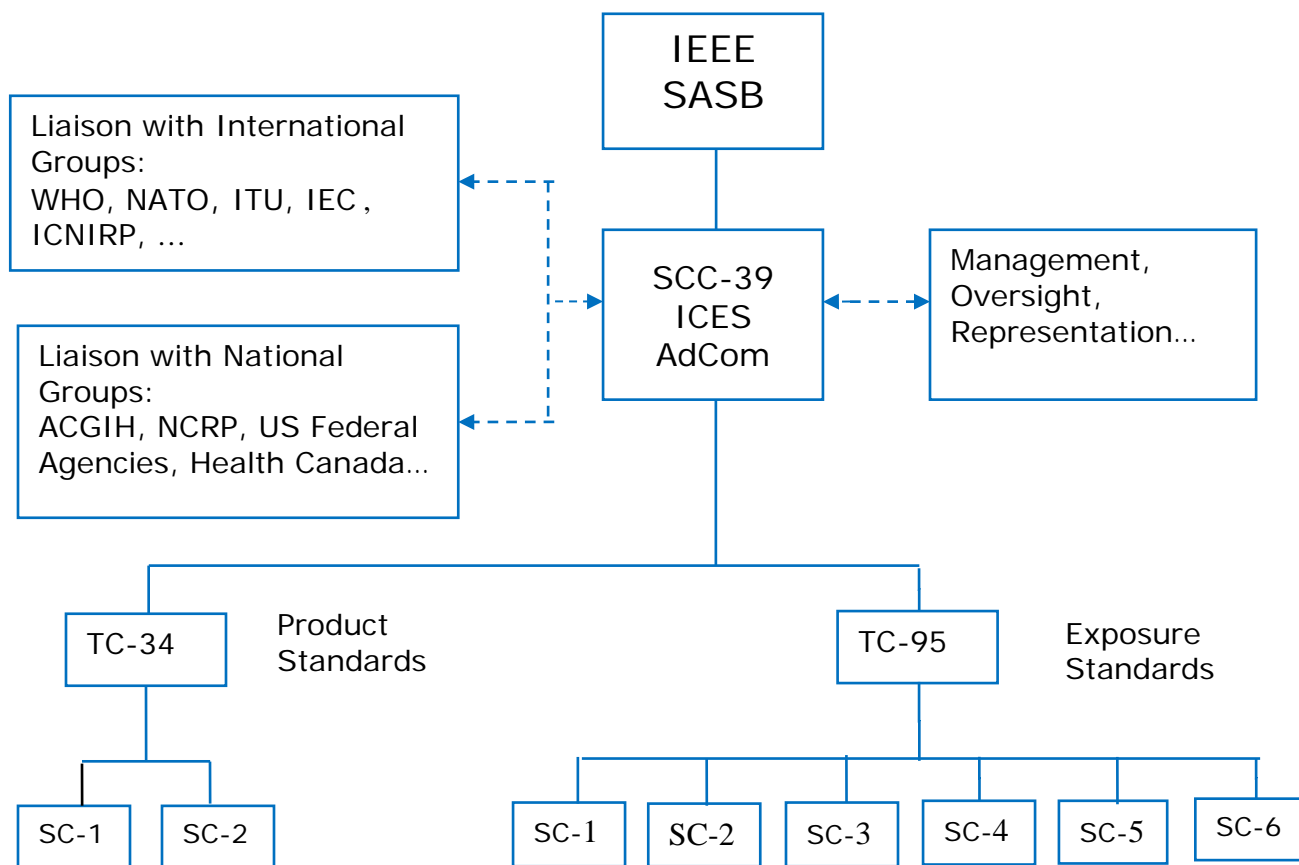 IEEE
SASB
Liaison with International
Groups:
WHO, NATO, ITU, IEC ,
ICNIRP, ...
SCC-39
ICES
AdCom
Management,
Oversight,
Representation...
Liaison with National
Groups:
ACGIH, NCRP, US Federal
Agencies, Health Canada...
TC-34
Product
Standards
TC-95
Exposure
Standards
SC-1
SC-2
SC-1
SC-2
SC-3
SC-4
SC-5
SC-6